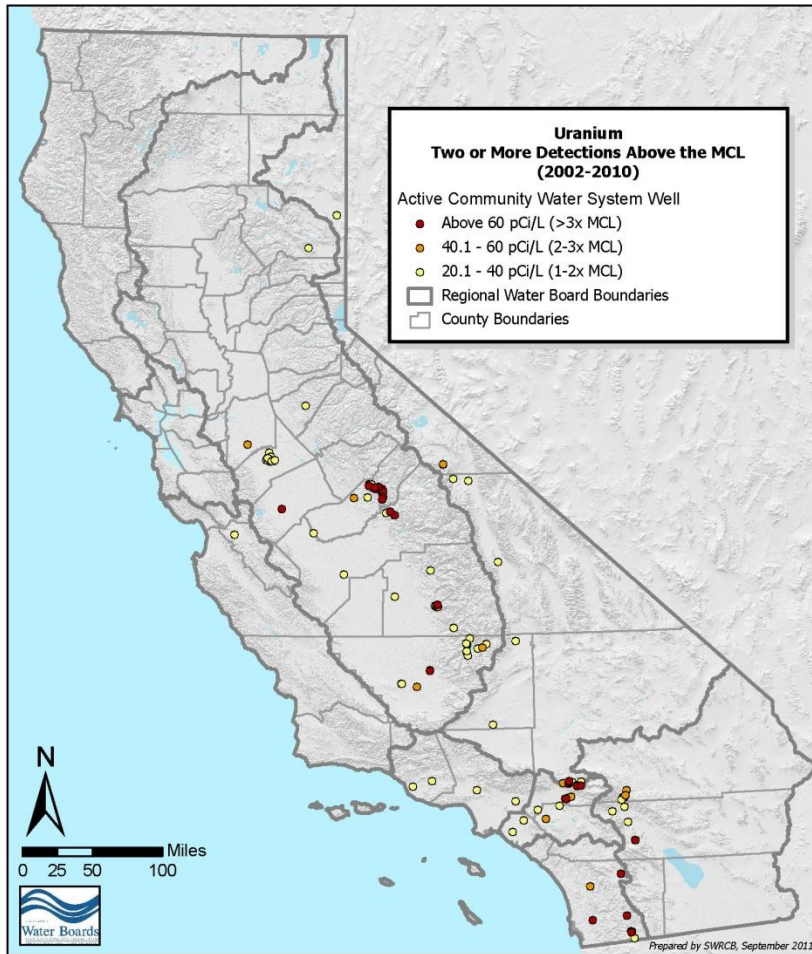 Uranium
Two or More Detections Above the MCL
(2002-2010)
Active Community Water System Well
Above 60 pCi/L (>3x MCL)
40.1 - 60 pCi/L (2-3x MCL)
20.1 - 40 pCi/L (1-2x MCL)
Regional Water Board Boundaries
County Boundaries
N
Miles
0 25 50 100
Water Boards
Prepared by SWRCB, September 2011